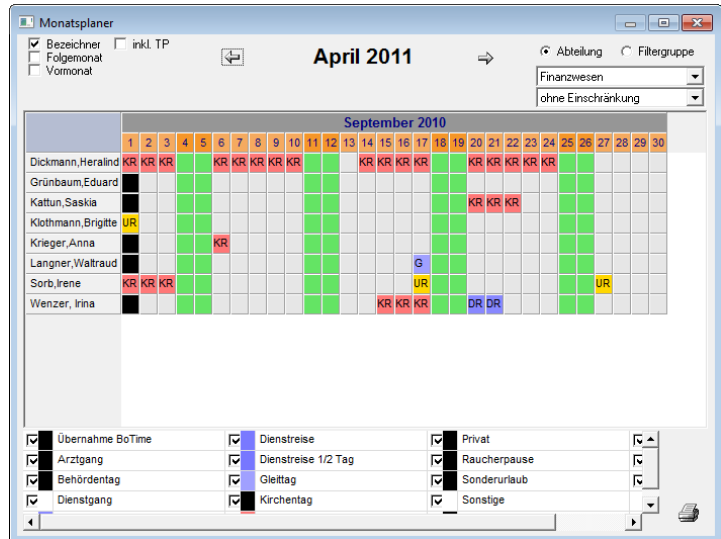 Monatsplaner
Bezeichner inkl. TP
Folgemonat
Vormonat
April 2011
Abteilung Filtergruppe
Finanzwesen
ohne Einschränkung
September 2010
1 2 3 4 5 6 7 8 9 10 11 12 13 14 15 16 17 18 19 20 21 22 23 24 25 26 27 28 29 30
Dickmann,Heralind KR KR KR KR KR KR KR KR KR KR KR KR KR KR KR KR KR
Grünbaum,Eduard
Kattun,Saskia KR KR KR
Klothmann,Brigitte UR
Krieger,Anna KR
Langner,Waltraud G
Sorb,Irene KR KR KR UR UR
Wenzer, Irina KR KR KR DR DR
Übernahme BoTime Dienstreise Privat
Arztgang Dienstreise 1/2 Tag Raucherpause
Behördentag Gleittag Sonderurlaub
Dienstgang Kirchentag Sonstige